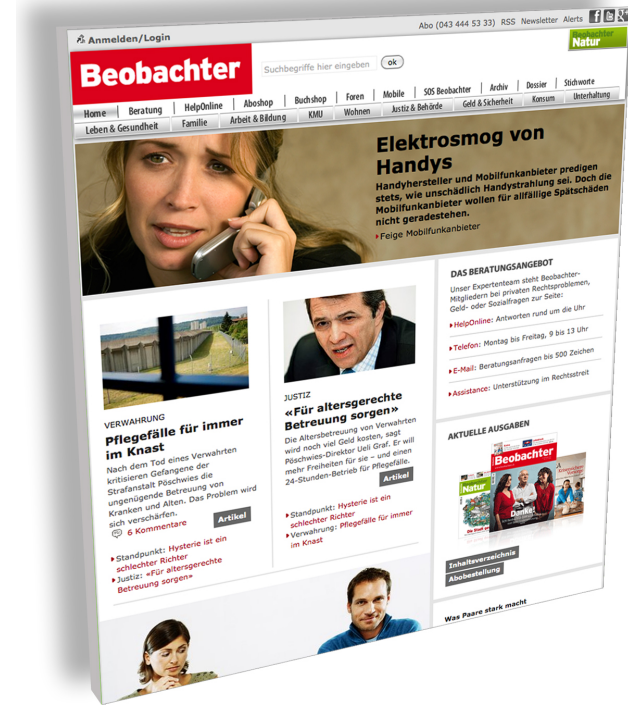 Anmelden/Login
Abo (043 444 53 33) RSS Newsletter Alerts
Beobachter
Suchbegriffe hier eingeben ok
Beobachter
Natur
Home Beratung HelpOnline Aboshop Buchshop Foren Mobile SOS Beobachter Archiv Dossier Stichworte
Leben & Gesundheit Familie Arbeit & Bildung KMU Wohnen Justiz & Behörde Geld & Sicherheit Konsum Unterhaltung
Elektrosmog von
Handys
Handyhersteller und Mobilfunkanbieter predigen
stets, wie unschädlich Handystrahlung sei. Doch die
Mobilfunkanbieter wollen für allfällige Spätschäden
nicht geradestehen.
Feige Mobilfunkanbieter
VERWAHRUNG
Pflegefälle für immer
im Knast
Nach dem Tod eines Verwahrten
kritisieren Gefangene der
Strafanstalt Pöschwies die
ungenügende Betreuung von
Kranken und Alten. Das Problem wird
sich verschärfen.
6 Kommentare
Artikel
Standpunkt: Hysterie ist ein
schlechter Richter
Justiz: «Für altersgerechte
Betreuung sorgen»
JUSTIZ
«Für altersgerechte
Betreuung sorgen»
Die Altersbetreuung von Verwahrten
wird noch viel Geld kosten, sagt
Pöschwies-Direktor Ueli Graf. Er will
mehr Freiheiten für sie – und einen
24-Stunden-Betrieb für Pflegefälle.
Artikel
Standpunkt: Hysterie ist ein
schlechter Richter
Verwahrung: Pflegefälle für immer
im Knast
DAS BERATUNGSANGEBOT
Unser Expertenteam steht Beobachter-
Mitgliedern bei privaten Rechtsproblemen,
Geld- oder Sozialfragen zur Seite:
HelpOnline: Antworten rund um die Uhr
Telefon: Montag bis Freitag, 9 bis 13 Uhr
E-Mail: Beratungsanfragen bis 500 Zeichen
Assistance: Unterstützung im Rechtsstreit
AKTUELLE AUSGABEN
Beobachter
Natur
Danke!
Inhaltsverzeichnis
Abobestellung
Was Paare stark macht